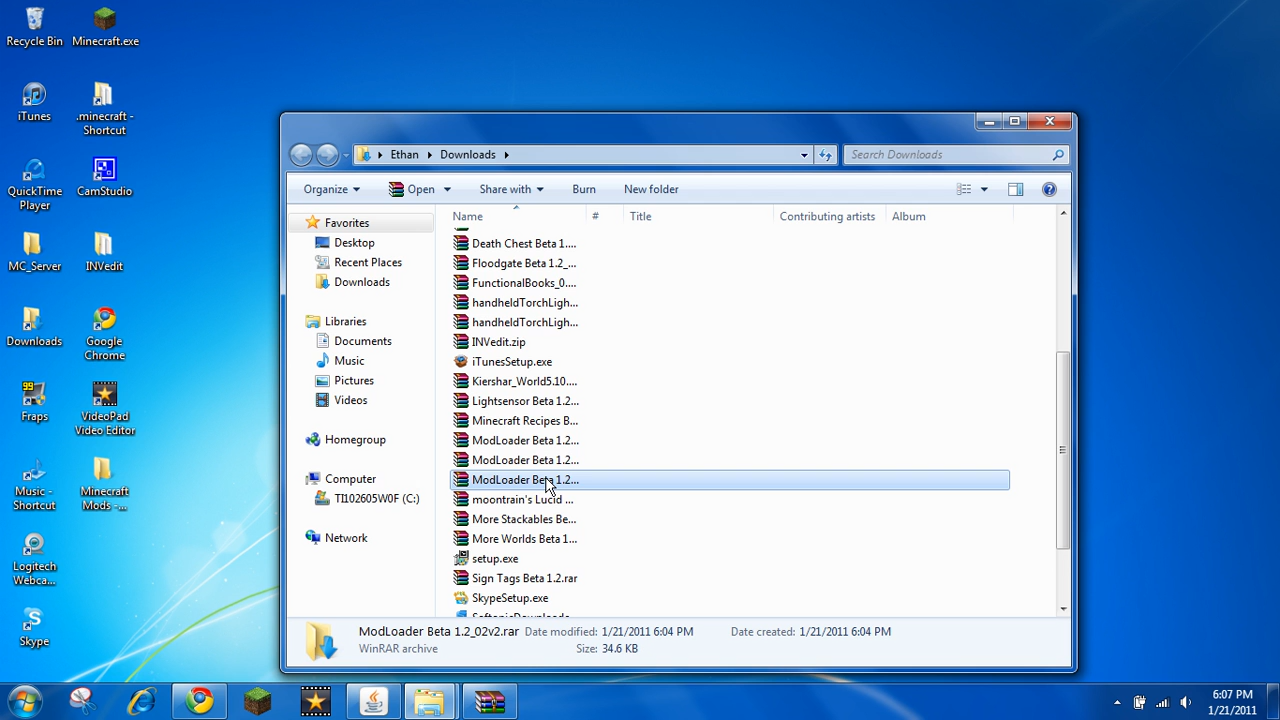 Recycle Bin
Minecraft.exe
iTunes
.minecraft -
Shortcut
QuickTime
Player
CamStudio
MC_Server
INVedit
Downloads
Google
Chrome
99
Fraps
VideoPad
Video Editor
Music -
Shortcut
Minecraft
Mods -...
Logitech
Webca...
Skype
Ethan
Downloads
Search Downloads
Organize
Open
Share with
Burn
New folder
Favorites
Desktop
Recent Places
Downloads
Libraries
Documents
Music
Pictures
Videos
Homegroup
Computer
TI102605W0F (C:)
Network
Name # Title Contributing artists Album
Death Chest Beta 1....
Floodgate Beta 1.2_...
FunctionalBooks_0....
handheldTorchLigh...
handheldTorchLigh...
INVedit.zip
iTunesSetup.exe
Kiershar_World5.10....
Lightsensor Beta 1.2...
Minecraft Recipes B...
ModLoader Beta 1.2...
ModLoader Beta 1.2...
ModLoader Beta 1.2...
moontrain's Lucid ...
More Stackables Be...
More Worlds Beta 1...
setup.exe
Sign Tags Beta 1.2.rar
SkypeSetup.exe
ModLoader Beta 1.2_02v2.rar Date modified: 1/21/2011 6:04 PM Date created: 1/21/2011 6:04 PM
WinRAR archive Size: 34.6 KB
6:07 PM
1/21/2011